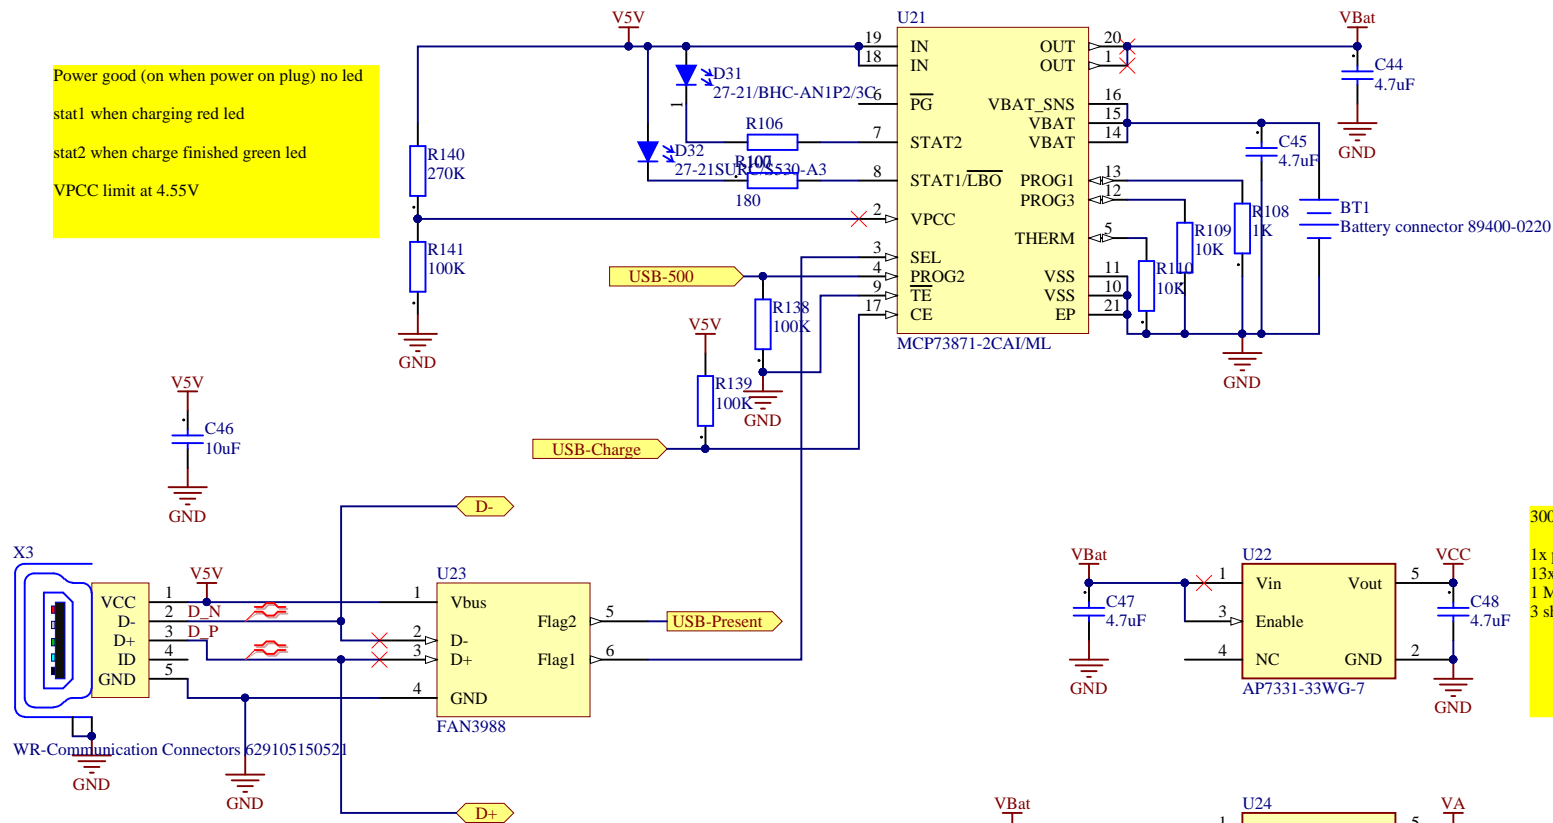 Power good (on when power on plug) no led
stat1 when charging red led
stat2 when charge finished green led
VPCC limit at 4.55V
V5V
R140
270K
R141
100K
GND
D31
27-21/BHC-AN1P2/3C
1
D32
27-21SURC/S530-A3
R106
R107
180
U21
19 IN
18 IN
6 PG
7 STAT2
8 STAT1/LBO
2 VPCC
3 SEL
4 PROG2
9 TE
17 CE
OUT 20
OUT 1
VBAT_SNS 16
VBAT 15
VBAT 14
PROG1 13
PROG3 12
THERM 5
VSS 11
VSS 10
EP 21
MCP73871-2CAI/ML
VBat
C44
4.7uF
GND
C45
4.7uF
R108
1K
R109
10K
R110
10K
BT1
Battery connector 89400-0220
GND
USB-500
R138
100K
GND
V5V
R139
100K
USB-Charge
V5V
C46
10uF
GND
X3
VCC 1
D- 2
D+ 3
ID 4
GND 5
V5V
D_N
D_P
WR-Communication Connectors 629105150521
GND
GND
D-
D+
U23
1 Vbus
2 D-
3 D+
4 GND
Flag2 5
Flag1 6
FAN3988
USB-Present
VBat
C47
4.7uF
GND
U22
1 Vin
3 Enable
4 NC
Vout 5
GND 2
AP7331-33WG-7
VCC
C48
4.7uF
GND
300
1x
13x
1 M
3 sl
VBat
U24
1
5
VA